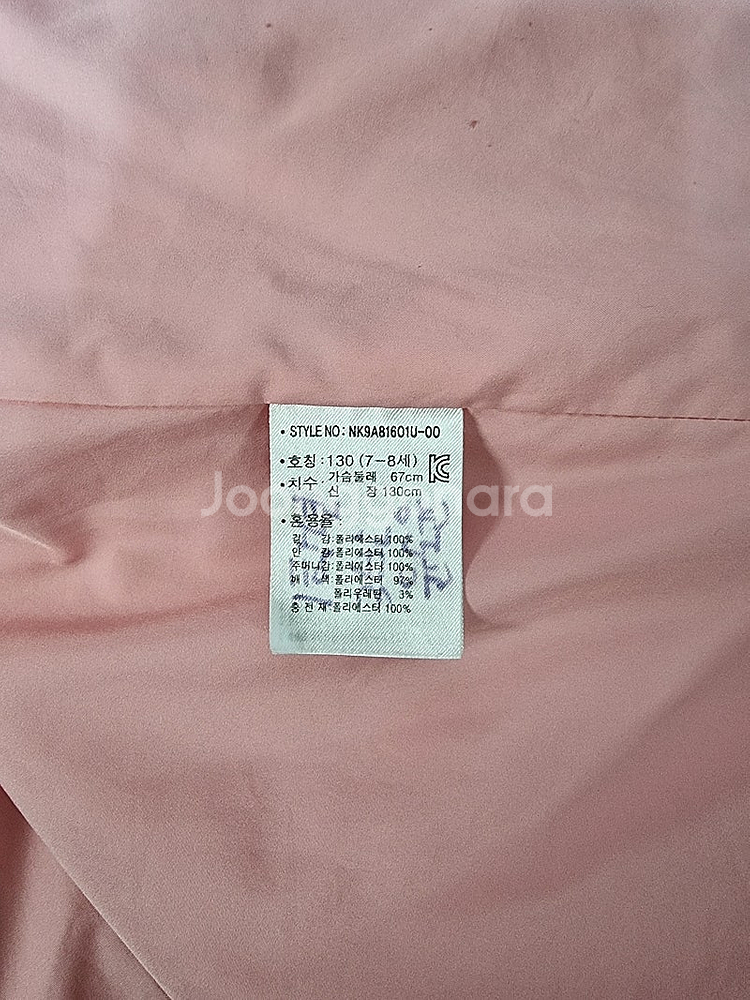 • STYLE NO : NK9A81601U-00
• 호칭 : 130 (7-8세)
• 치수 : 가슴둘레 67cm
신 장 130cm
Joonggonara
• 혼용율
겉 감 : 폴리에스터 100%
안 감 : 폴리에스터 100%
주머니감 : 폴리에스터 100%
배 색 : 폴리에스터 97%
폴리우레탄 3%
충 전 재 : 폴리에스터 100%